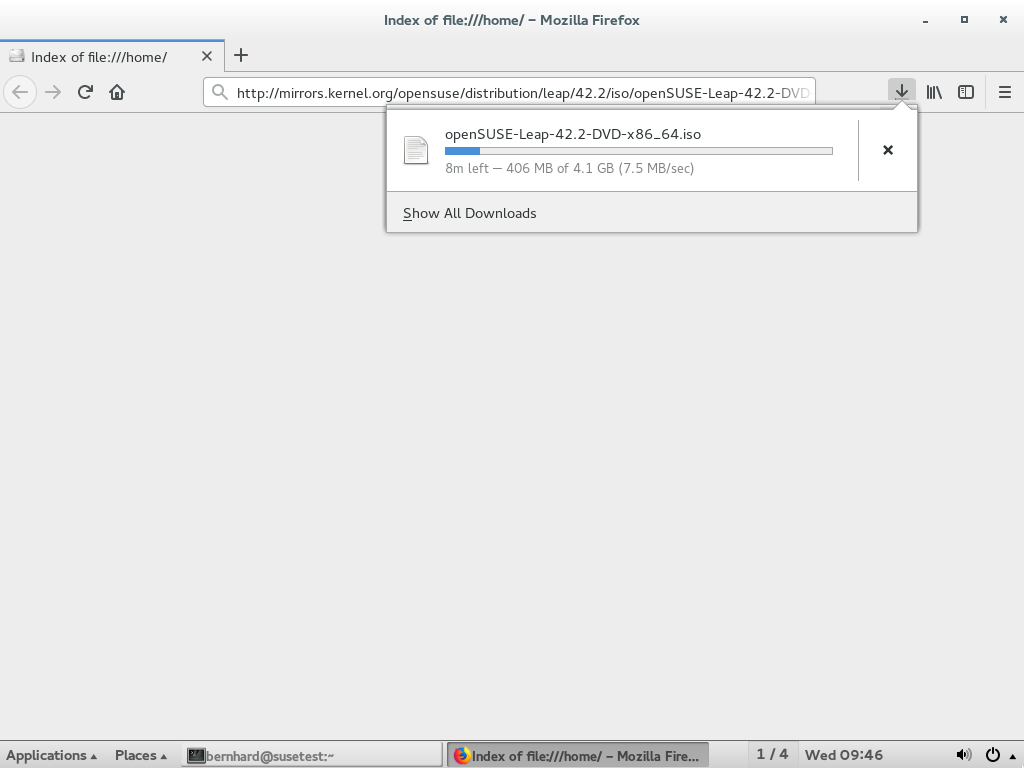 Index of file:///home/ – Mozilla Firefox
Index of file:///home/
http://mirrors.kernel.org/opensuse/distribution/leap/42.2/iso/openSUSE-Leap-42.2-DVD
openSUSE-Leap-42.2-DVD-x86_64.iso
8m left — 406 MB of 4.1 GB (7.5 MB/sec)
Show All Downloads
Applications Places bernhard@susetest:~ Index of file:///home/ – Mozilla Fire... 1 / 4 Wed 09:46